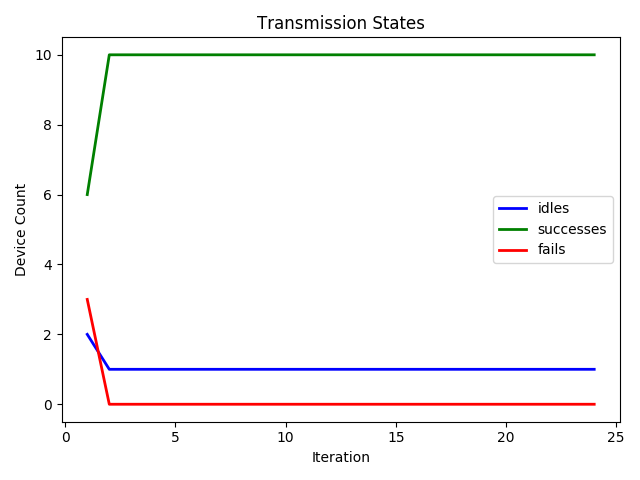 Transmission States
Device Count
10
8
6
4
2
0
idles
successes
fails
0 5 10 15 20 25
Iteration